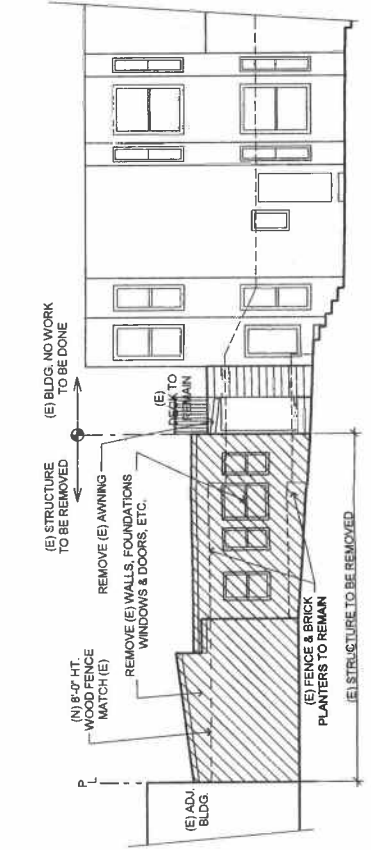 (E) STRUCTURE
TO BE REMOVED
(E) BLDG. NO WORK
TO BE DONE
(N) 8'-0" HT.
WOOD FENCE
MATCH (E)
REMOVE (E) AWNING
REMOVE (E) WALLS, FOUNDATIONS
WINDOWS & DOORS, ETC.
(E)
DECK TO
REMAIN
P
L
(E) ADJ.
BLDG.
(E) FENCE & BRICK
PLANTERS TO REMAIN
(E) STRUCTURE TO BE REMOVED